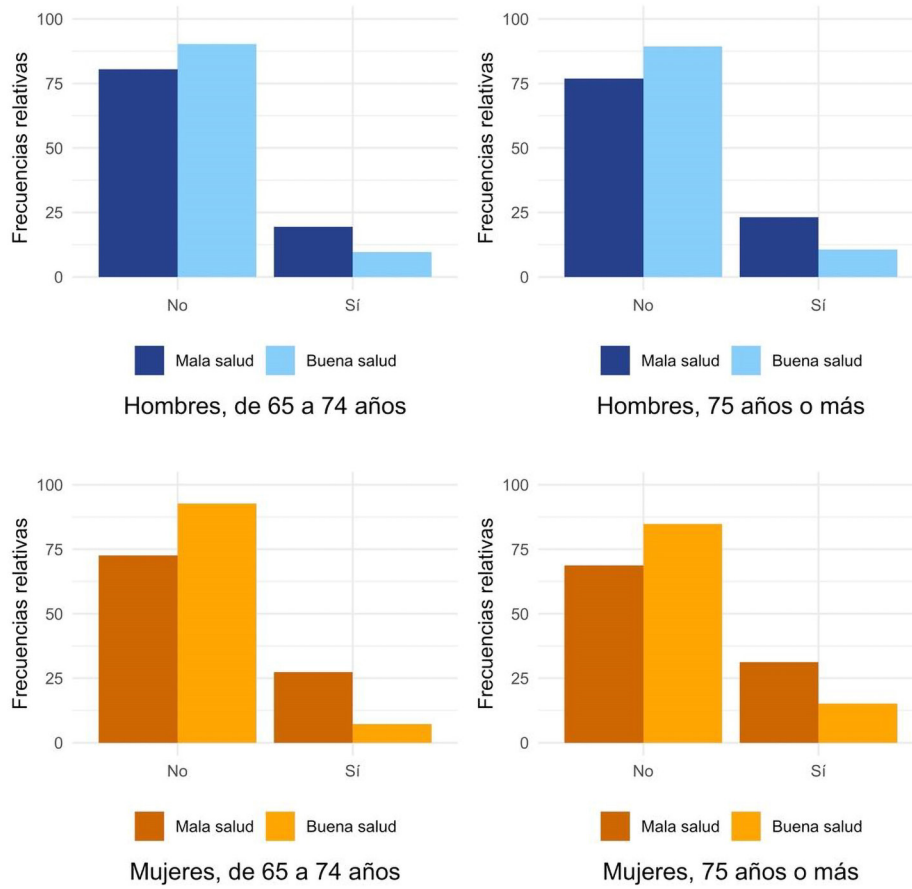 Frecuencias relativas
100
75
50
25
0
No
Sí
Mala salud
Buena salud
Hombres, de 65 a 74 años
Frecuencias relativas
100
75
50
25
0
No
Sí
Mala salud
Buena salud
Hombres, 75 años o más
Frecuencias relativas
100
75
50
25
0
No
Sí
Mala salud
Buena salud
Mujeres, de 65 a 74 años
Frecuencias relativas
100
75
50
25
0
No
Sí
Mala salud
Buena salud
Mujeres, 75 años o más